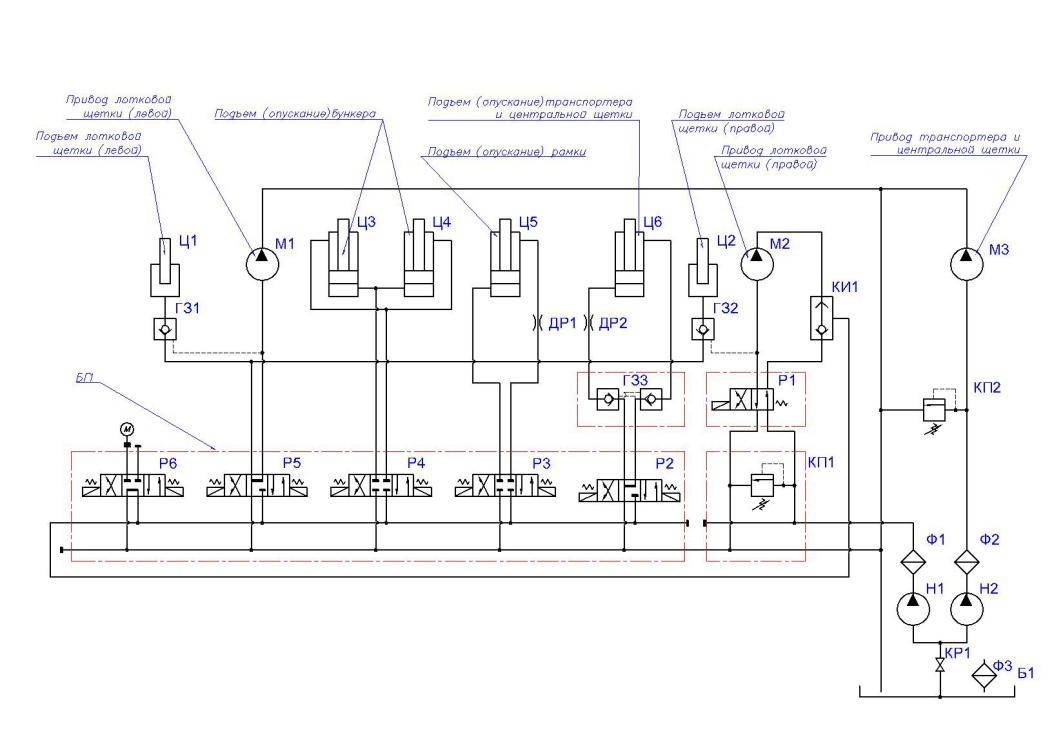 Привод лотковой
щетки (левой)
Подъем лотковой
щетки (левой)
Подъем (опускание) бункера
Подъем (опускание) транспортера
и центральной щетки
Подъем (опускание) рамки
Подъем лотковой
щетки (правой)
Привод лотковой
щетки (правой)
Привод транспортера и
центральной щетки
Ц1
М1
Ц3
Ц4
Ц5
Ц6
Ц2
М2
М3
КИ1
ГЗ1
ДР1
ДР2
ГЗ2
БП
ГЗ3
Р1
КП2
М
Р6
Р5
Р4
Р3
Р2
КП1
Ф1
Ф2
Н1
Н2
КР1
Ф3
Б1